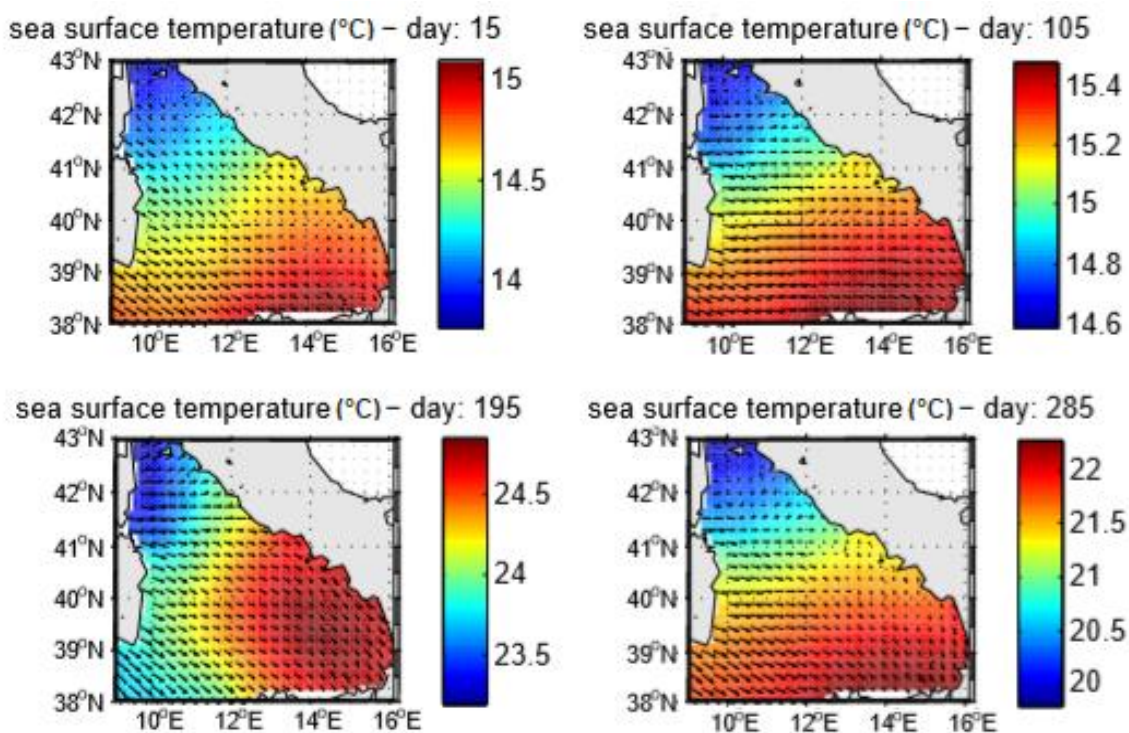 sea surface temperature (°C) – day: 15
43°N
42°N
41°N
40°N
39°N
38°N
10°E 12°E 14°E 16°E
15
14.5
14
sea surface temperature (°C) – day: 105
43°N
42°N
41°N
40°N
39°N
38°N
10°E 12°E 14°E 16°E
15.4
15.2
15
14.8
14.6
sea surface temperature (°C) – day: 195
43°N
42°N
41°N
40°N
39°N
38°N
10°E 12°E 14°E 16°E
24.5
24
23.5
sea surface temperature (°C) – day: 285
43°N
42°N
41°N
40°N
39°N
38°N
10°E 12°E 14°E 16°E
22
21.5
21
20.5
20